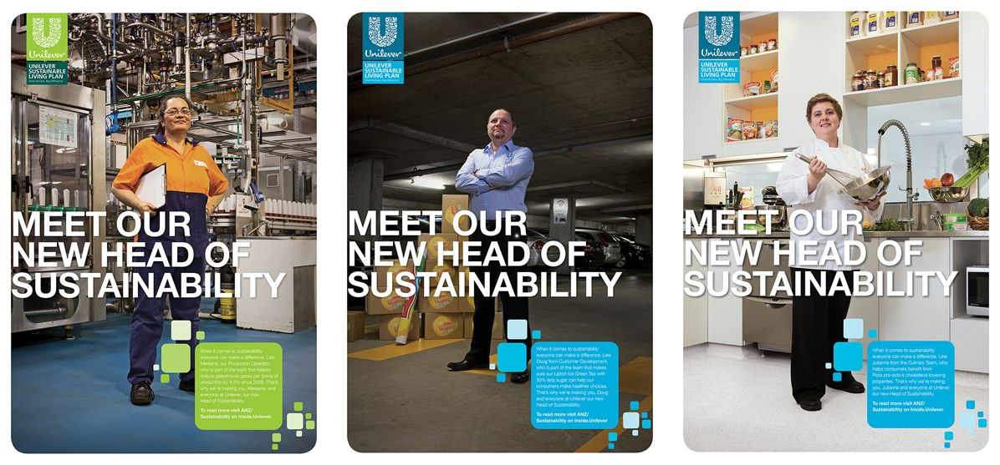 Unilever
UNILEVER
SUSTAINABLE
LIVING PLAN
Small Actions. Big Difference.
MEET OUR
NEW HEAD OF
SUSTAINABILITY
When it comes to sustainability
everyone can make a difference. Like
Mereana, our Production Operator,
who is part of the team that helped
reduce greenhouse gases per tonne of
production by 9.5% since 2008. That's
why we're making you, Mereana, and
everyone at Unilever, our new
Head of Sustainability.
To read more visit ANZ/
Sustainability on Inside.Unilever
Unilever
UNILEVER
SUSTAINABLE
LIVING PLAN
Small Actions. Big Difference.
MEET OUR
NEW HEAD OF
SUSTAINABILITY
When it comes to sustainability
everyone can make a difference. Like
Doug from Customer Development,
who is part of the team that makes
sure our Lipton Ice Green Tea with
30% less sugar can help our
consumers make healthier choices.
That's why we're making you, Doug
and everyone at Unilever our new
Head of Sustainability.
To read more visit ANZ/
Sustainability on Inside.Unilever
Unilever
UNILEVER
SUSTAINABLE
LIVING PLAN
Small Actions. Big Difference.
MEET OUR
NEW HEAD OF
SUSTAINABILITY
When it comes to sustainability
everyone can make a difference. Like
Julianne from the Culinary Team, who
helps consumers benefit from
Flora pro-activ's cholesterol lowering
properties. That's why we're making
you, Julianne and everyone at Unilever,
our new Head of Sustainability.
To read more visit ANZ/
Sustainability on Inside.Unilever